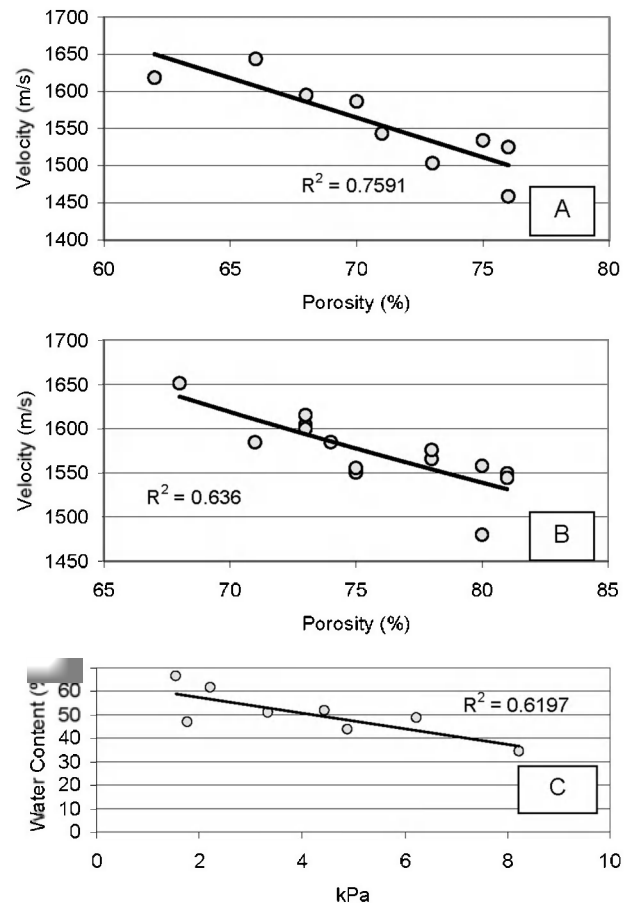 1700
1650
1600
1550
1500
1450
1400
Velocity (m/s)
R² = 0.7591
A
60 65 70 75 80
Porosity (%)
1700
1650
1600
1550
1500
1450
Velocity (m/s)
R² = 0.636
B
65 70 75 80 85
Porosity (%)
60
50
40
30
20
10
0
Water Content (%
R² = 0.6197
C
0 2 4 6 8 10
kPa